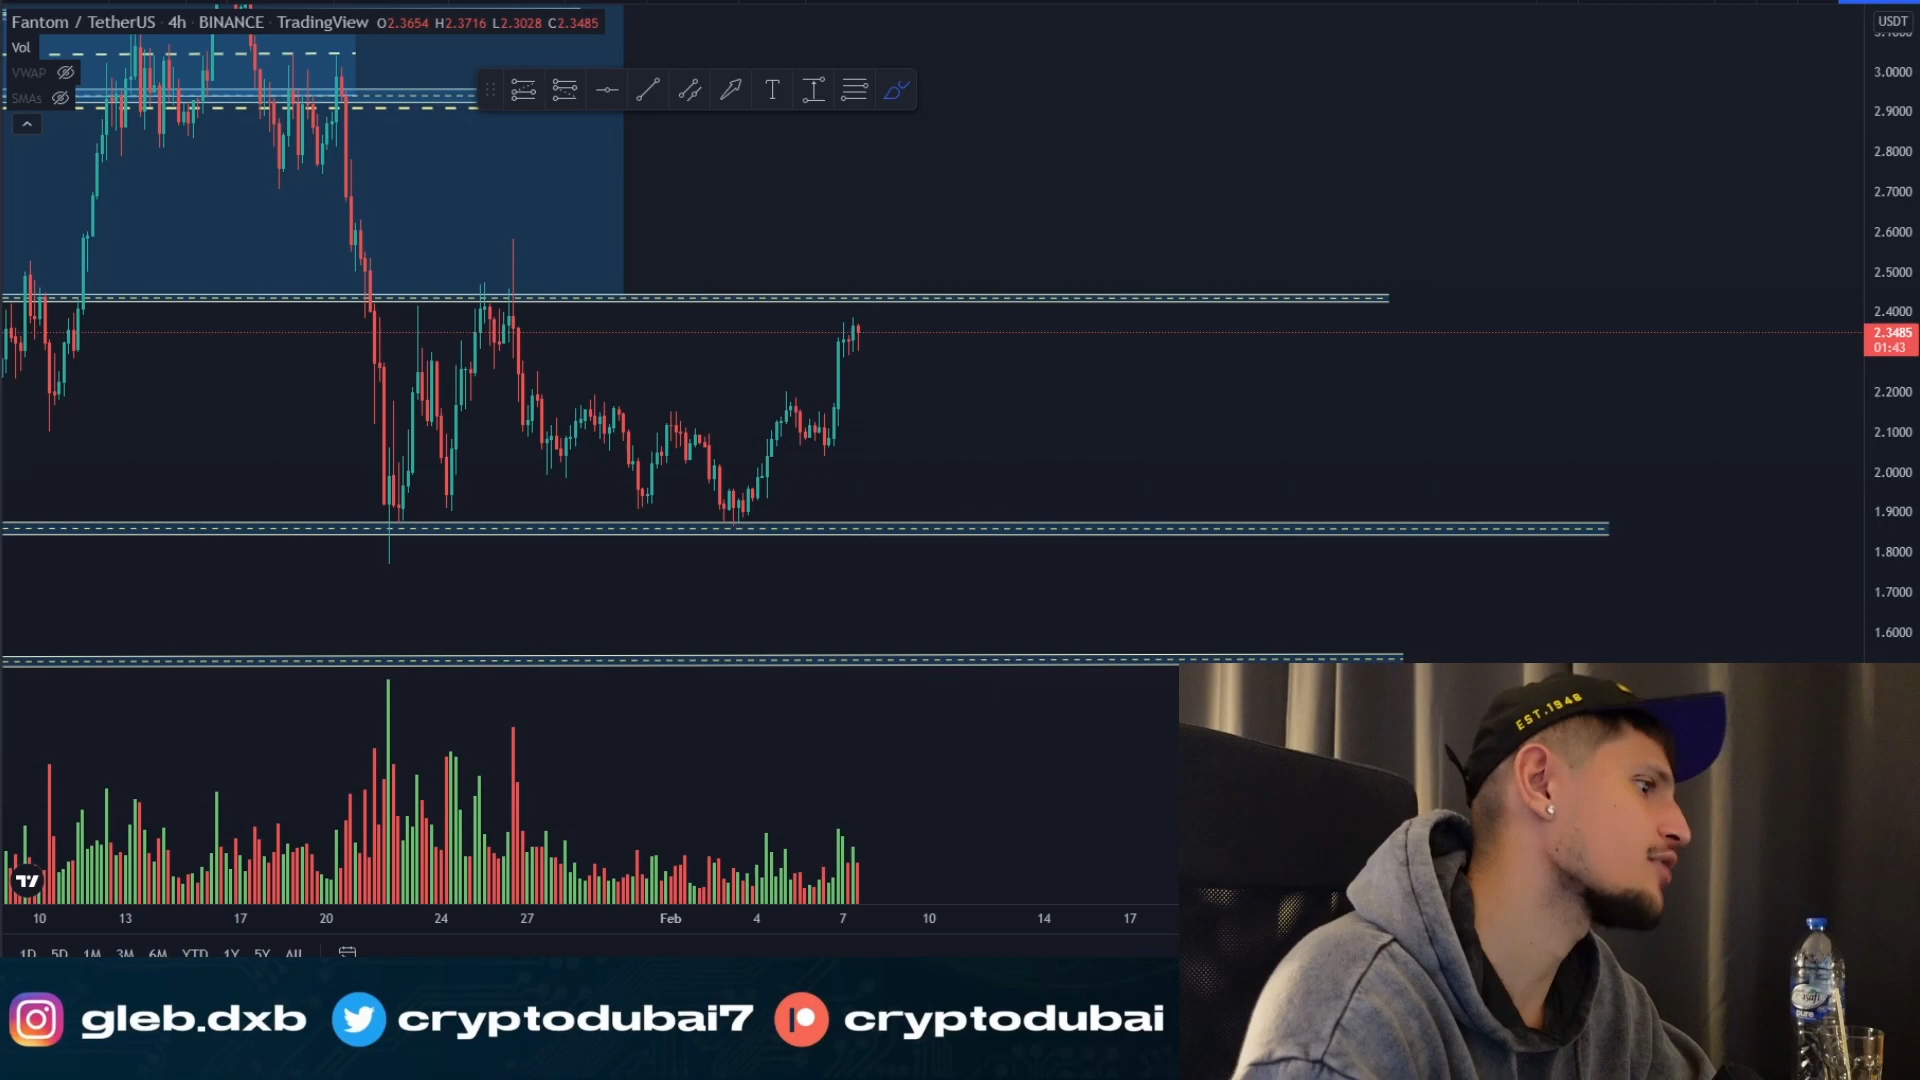 Fantom / TetherUS · 4h · BINANCE · TradingView O2.3654 H2.3716 L2.3028 C2.3485
USDT
Vol
VWAP
SMAs
3.0000
2.9000
2.8000
2.7000
2.6000
2.5000
2.4000
2.3485
01:43
2.2000
2.1000
2.0000
1.9000
1.8000
1.7000
1.6000
EST.1946
10 13 17 20 24 27 Feb 4 7 10 14 17
1D 5D 1M 3M 6M YTD 1Y 5Y All
gleb.dxb cryptodubai7 cryptodubai
pure